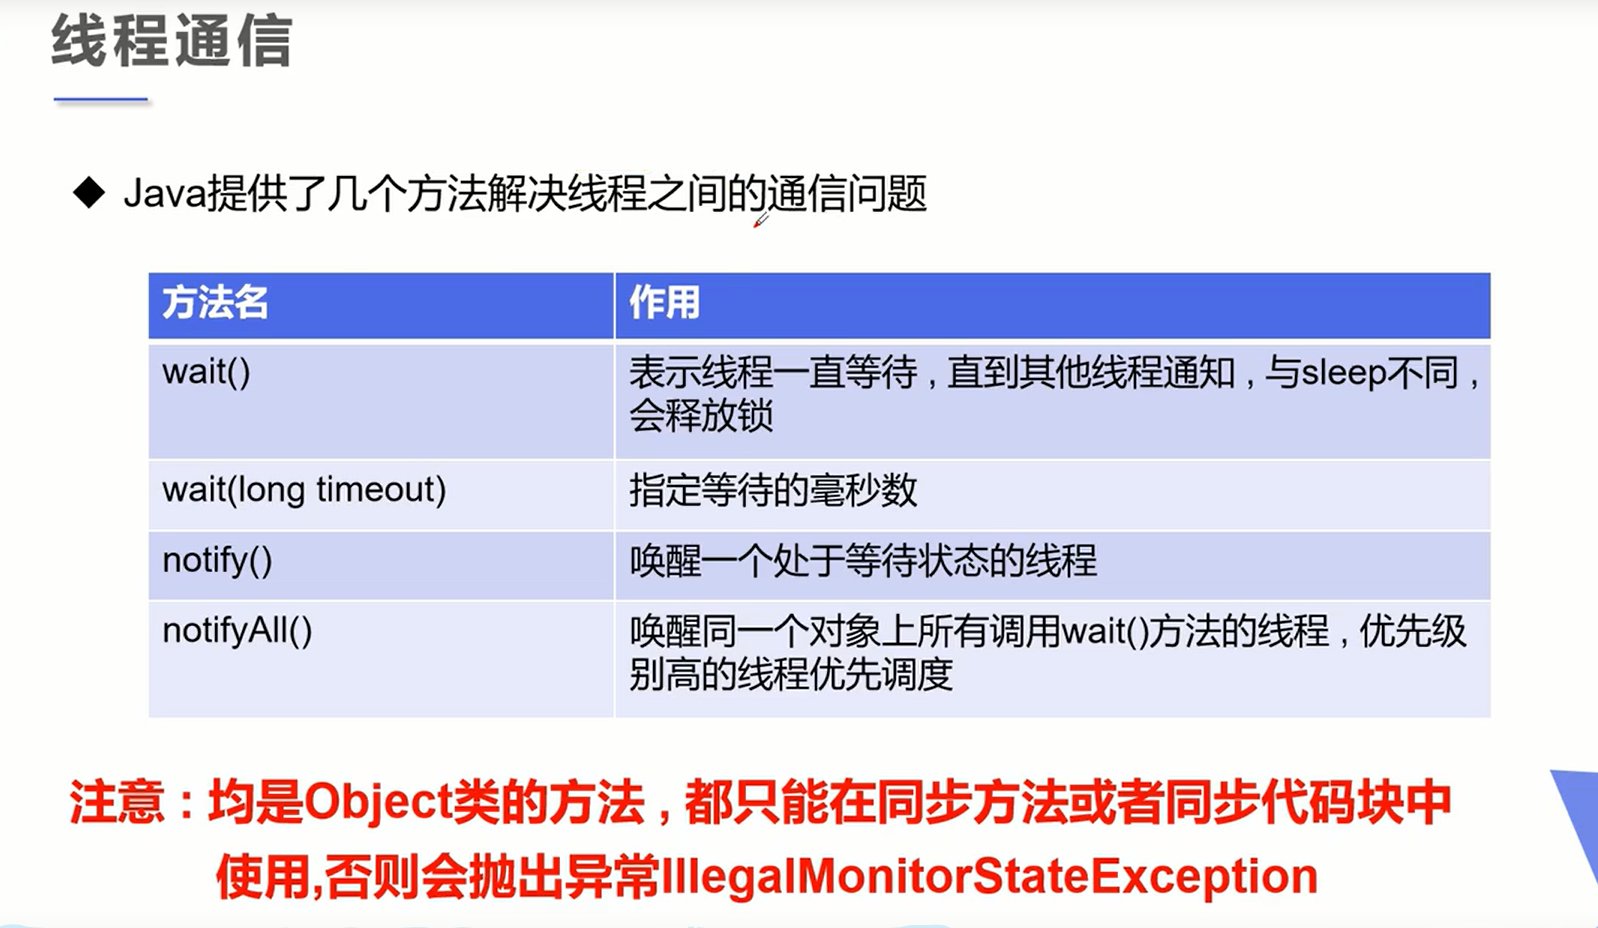 线程通信
Java提供了几个方法解决线程之间的通信问题
方法名 作用
wait() 表示线程一直等待，直到其他线程通知，与sleep不同，
会释放锁
wait(long timeout) 指定等待的毫秒数
notify() 唤醒一个处于等待状态的线程
notifyAll() 唤醒同一个对象上所有调用wait()方法的线程，优先级
别高的线程优先调度
注意：均是Object类的方法，都只能在同步方法或者同步代码块中
使用,否则会抛出异常IllegalMonitorStateException